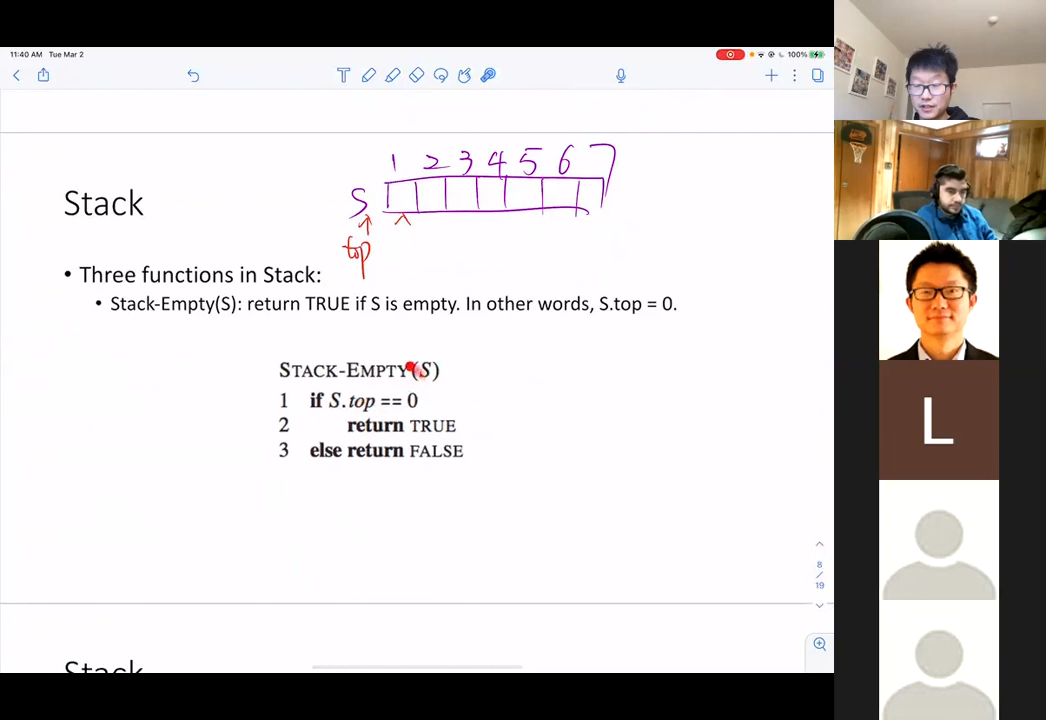 11:40 AM Tue Mar 2
100%
T
1 2 3 4 5 6 7
Stack
S
top
• Three functions in Stack:
• Stack-Empty(S): return TRUE if S is empty. In other words, S.top = 0.
STACK-EMPTY(S)
1 if S.top == 0
2 return TRUE
3 else return FALSE
L
8
/
19
Stack